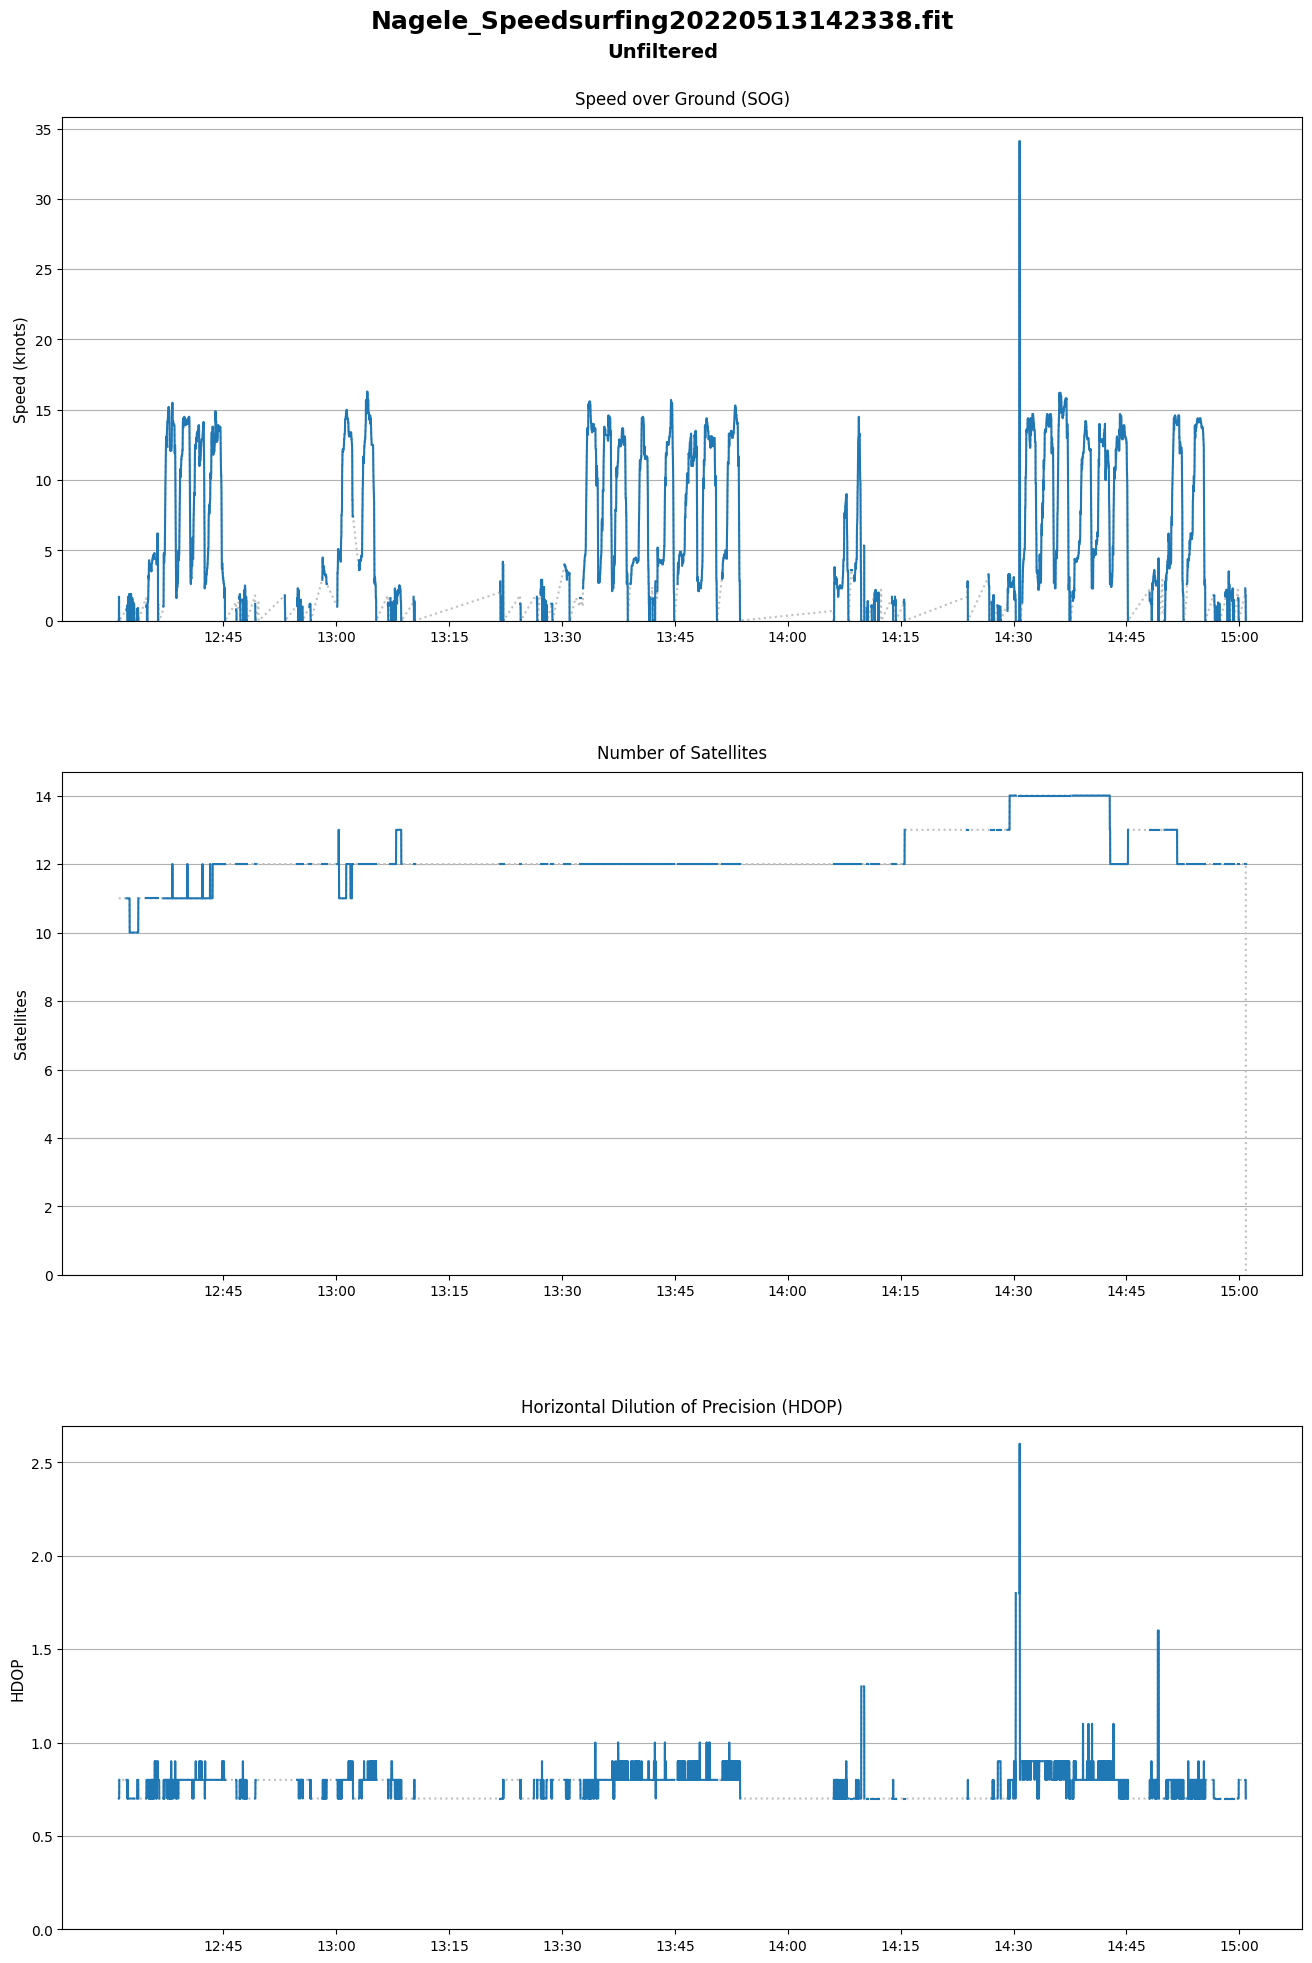 Nagele_Speedsurfing20220513142338.fit
Unfiltered
Speed over Ground (SOG)
Speed (knots)
35
30
25
20
15
10
5
0
12:45 13:00 13:15 13:30 13:45 14:00 14:15 14:30 14:45 15:00
Number of Satellites
Satellites
14
12
10
8
6
4
2
0
12:45 13:00 13:15 13:30 13:45 14:00 14:15 14:30 14:45 15:00
Horizontal Dilution of Precision (HDOP)
HDOP
2.5
2.0
1.5
1.0
0.5
0.0
12:45 13:00 13:15 13:30 13:45 14:00 14:15 14:30 14:45 15:00